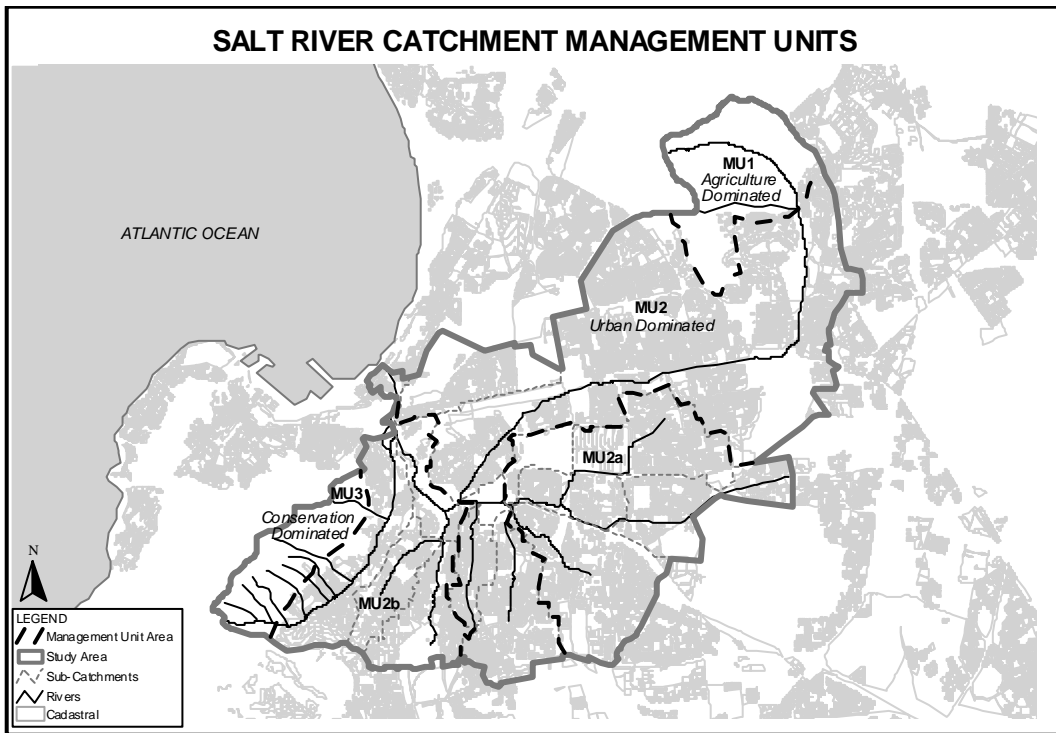 SALT RIVER CATCHMENT MANAGEMENT UNITS
MU1
Agriculture
Dominated
ATLANTIC OCEAN
MU2
Urban Dominated
MU2a
MU3
Conservation
Dominated
MU2b
N
LEGEND
Management Unit Area
Study Area
Sub-Catchments
Rivers
Cadastral